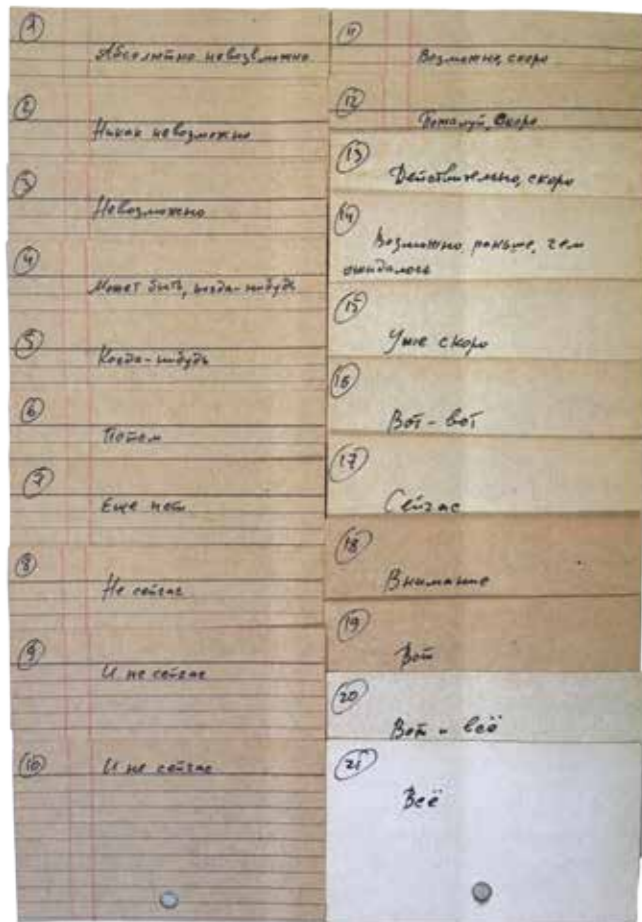 1
Абсолютно невозможно
2
Никак невозможно
3
Невозможно
4
Может быть, когда-нибудь
5
Когда-нибудь
6
Потом
7
Еще нет
8
Не сейчас
9
И не сейчас
10
И не сейчас
11
Возможно, скоро
12
Пожалуй, скоро
13
Действительно, скоро
14
Возможно раньше, чем
ожидалось
15
Уже скоро
16
Вот-вот
17
Сейчас
18
Внимание
19
Вот
20
Вот и всё
21
Всё